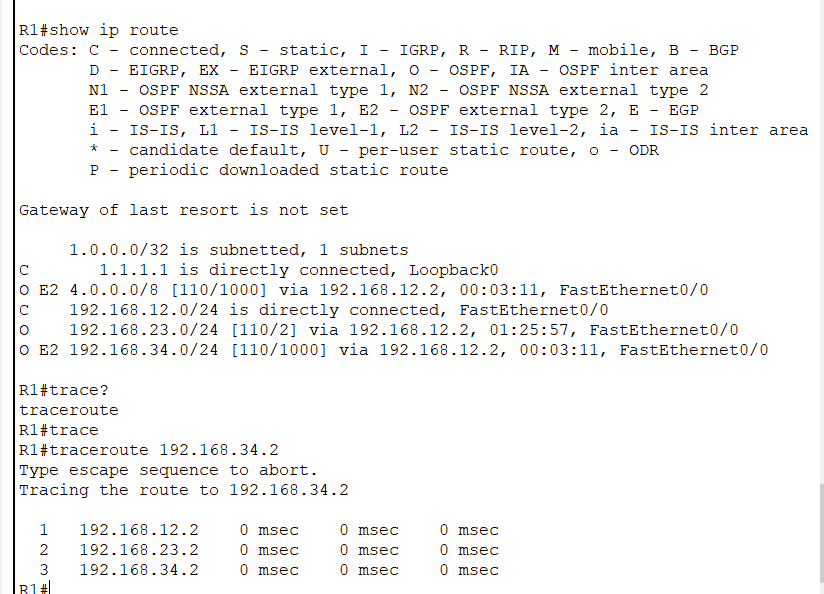 R1#show ip route
Codes: C - connected, S - static, I - IGRP, R - RIP, M - mobile, B - BGP
       D - EIGRP, EX - EIGRP external, O - OSPF, IA - OSPF inter area
       N1 - OSPF NSSA external type 1, N2 - OSPF NSSA external type 2
       E1 - OSPF external type 1, E2 - OSPF external type 2, E - EGP
       i - IS-IS, L1 - IS-IS level-1, L2 - IS-IS level-2, ia - IS-IS inter area
       * - candidate default, U - per-user static route, o - ODR
       P - periodic downloaded static route

Gateway of last resort is not set

     1.0.0.0/32 is subnetted, 1 subnets
C       1.1.1.1 is directly connected, Loopback0
O E2 4.0.0.0/8 [110/1000] via 192.168.12.2, 00:03:11, FastEthernet0/0
C    192.168.12.0/24 is directly connected, FastEthernet0/0
O    192.168.23.0/24 [110/2] via 192.168.12.2, 01:25:57, FastEthernet0/0
O E2 192.168.34.0/24 [110/1000] via 192.168.12.2, 00:03:11, FastEthernet0/0

R1#trace?
traceroute
R1#trace
R1#traceroute 192.168.34.2
Type escape sequence to abort.
Tracing the route to 192.168.34.2

  1   192.168.12.2    0 msec    0 msec    0 msec
  2   192.168.23.2    0 msec    0 msec    0 msec
  3   192.168.34.2    0 msec    0 msec    0 msec
R1#